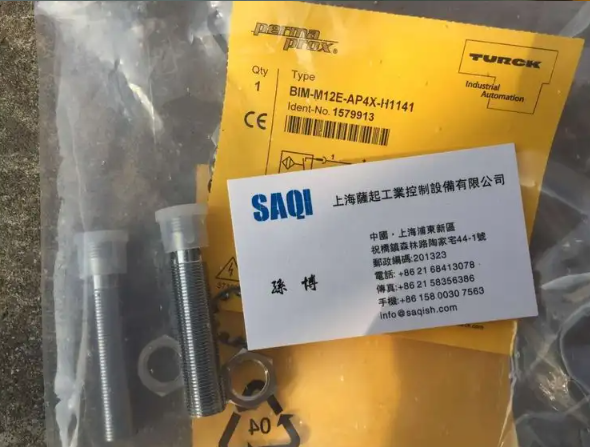 perma
prox®
TURCK
Industrial
Automation
Qty
1
Type
BIM-M12E-AP4X-H1141
Ident-No. 1579913
CE
1
SAQI
上海薩起工業控制設備有限公司
中國·上海浦東新區
祝橋鎮森林路陶家宅44-1號
郵政編碼:201323
電話: +86 21 68413078
傳真:+86 21 58356386
手機:+86 158 0030 7563
info@saqish.com
孫 博
04